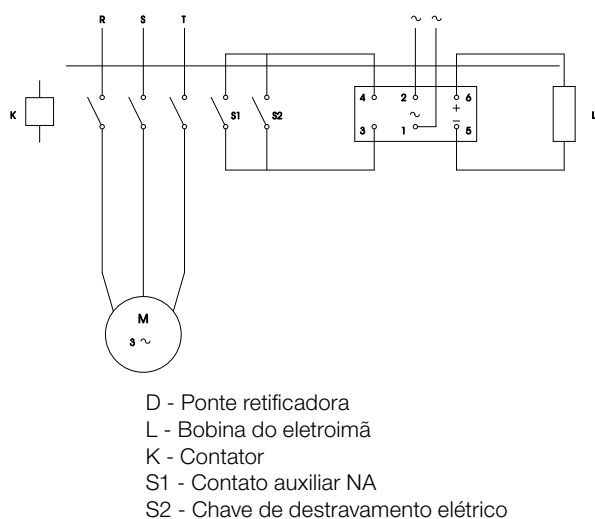 R S T ~ ~
K S1 S2 4 2 6 L
+
~
−
3 1 5
M
3 ~
D - Ponte retificadora
L - Bobina do eletroimã
K - Contator
S1 - Contato auxiliar NA
S2 - Chave de destravamento elétrico